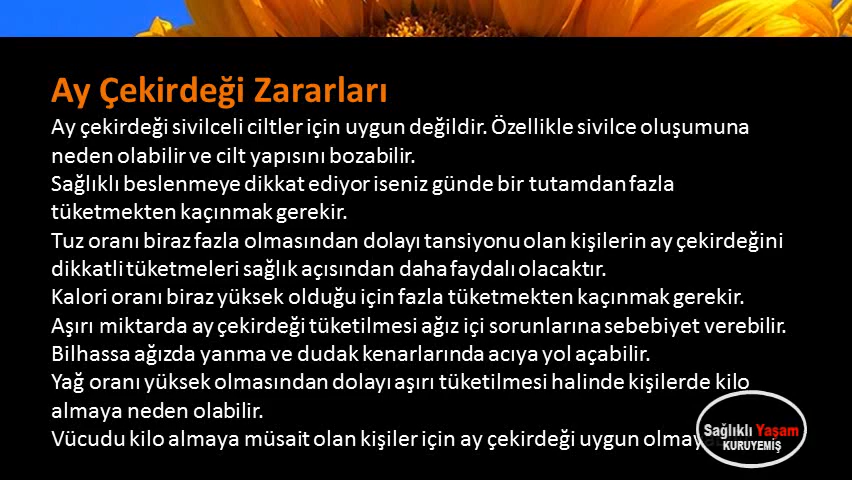 Ay Çekirdeği Zararları
Ay çekirdeği sivilceli ciltler için uygun değildir. Özellikle sivilce oluşumuna
neden olabilir ve cilt yapısını bozabilir.
Sağlıklı beslenmeye dikkat ediyor iseniz günde bir tutamdan fazla
tüketmekten kaçınmak gerekir.
Tuz oranı biraz fazla olmasından dolayı tansiyonu olan kişilerin ay çekirdeğini
dikkatli tüketmeleri sağlık açısından daha faydalı olacaktır.
Kalori oranı biraz yüksek olduğu için fazla tüketmekten kaçınmak gerekir.
Aşırı miktarda ay çekirdeği tüketilmesi ağız içi sorunlarına sebebiyet verebilir.
Bilhassa ağızda yanma ve dudak kenarlarında acıya yol açabilir.
Yağ oranı yüksek olmasından dolayı aşırı tüketilmesi halinde kişilerde kilo
almaya neden olabilir.
Vücudu kilo almaya müsait olan kişiler için ay çekirdeği uygun
Sağlıklı Yaşam
KURUYEMİŞ